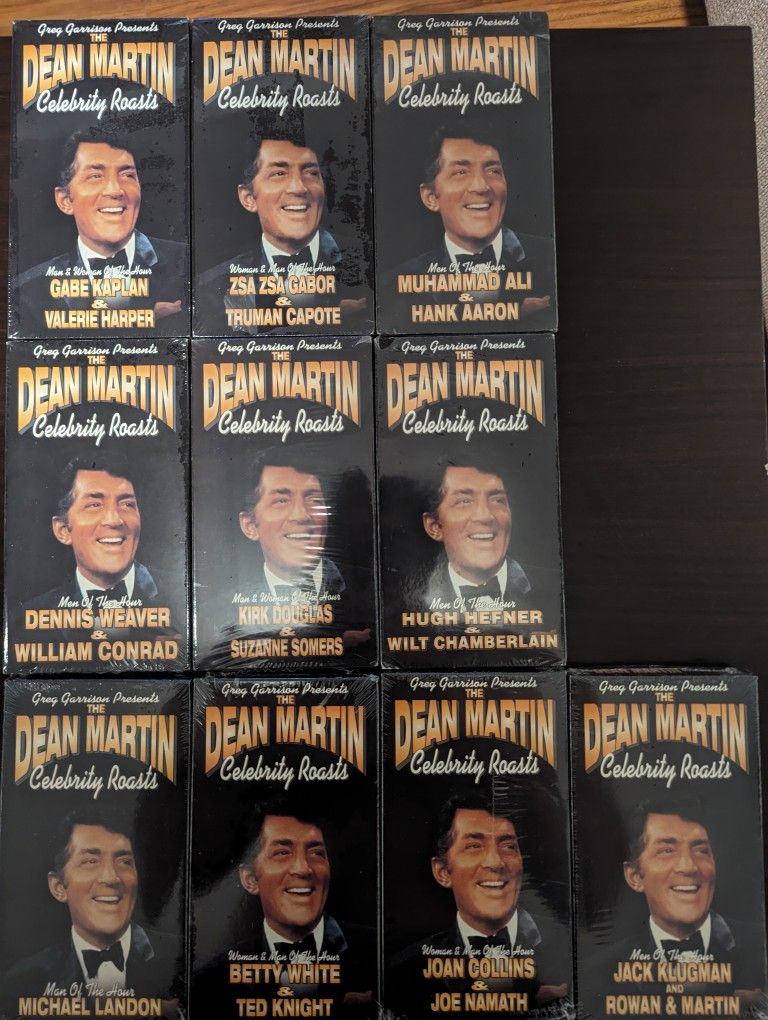 Greg Garrison Presents
THE
DEAN MARTIN
Celebrity Roasts
Man & Woman Of The Hour
GABE KAPLAN
&
VALERIE HARPER
Greg Garrison Presents
THE
DEAN MARTIN
Celebrity Roasts
Woman & Man Of The Hour
ZSA ZSA GABOR
&
TRUMAN CAPOTE
Greg Garrison Presents
THE
DEAN MARTIN
Celebrity Roasts
Men Of The Hour
MUHAMMAD ALI
&
HANK AARON
Greg Garrison Presents
THE
DEAN MARTIN
Celebrity Roasts
Men Of The Hour
DENNIS WEAVER
&
WILLIAM CONRAD
Greg Garrison Presents
THE
DEAN MARTIN
Celebrity Roasts
Man & Woman Of The Hour
KIRK DOUGLAS
&
SUZANNE SOMERS
Greg Garrison Presents
THE
DEAN MARTIN
Celebrity Roasts
Men Of The Hour
HUGH HEFNER
&
WILT CHAMBERLAIN
Greg Garrison Presents
THE
DEAN MARTIN
Celebrity Roasts
Man Of The Hour
MICHAEL LANDON
Greg Garrison Presents
THE
DEAN MARTIN
Celebrity Roasts
Woman & Man Of The Hour
BETTY WHITE
&
TED KNIGHT
Greg Garrison Presents
THE
DEAN MARTIN
Celebrity Roasts
Woman & Man Of The Hour
JOAN COLLINS
&
JOE NAMATH
Greg Garrison Presents
THE
DEAN MARTIN
Celebrity Roasts
Men Of The Hour
JACK KLUGMAN
AND
ROWAN & MARTIN